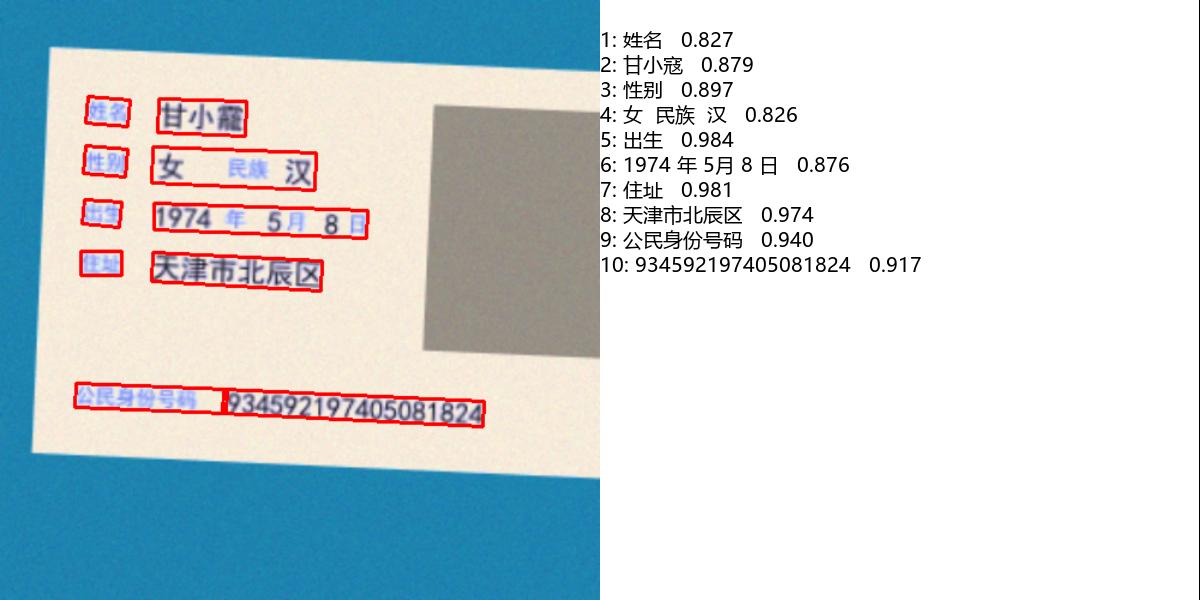 姓名 甘小
性别 女 民族 汉
出生 1974 年 5 月 8 日
住址 天津市北辰区
公民身份号码 934592197405081824
1: 姓名 0.827
2: 甘小寇 0.879
3: 性别 0.897
4: 女 民族 汉 0.826
5: 出生 0.984
6: 1974 年 5月 8 日 0.876
7: 住址 0.981
8: 天津市北辰区 0.974
9: 公民身份号码 0.940
10: 934592197405081824 0.917